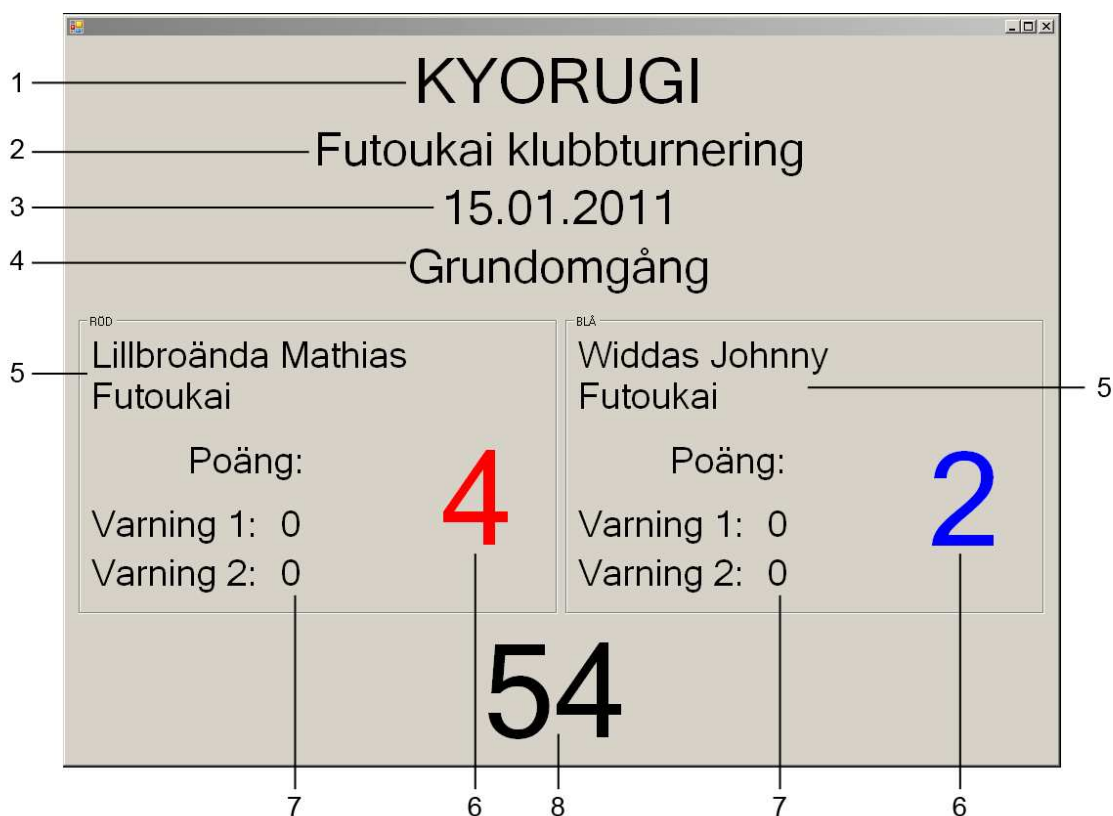 1 KYORUGI
2 Futoukai klubbturnering
3 15.01.2011
4 Grundomgång
RÖD
5 Lillbroända Mathias
Futoukai
Poäng: 4
Varning 1: 0
Varning 2: 0
BLÅ
Widdas Johnny
Futoukai 5
Poäng: 2
Varning 1: 0
Varning 2: 0
54
7 6 8 7 6